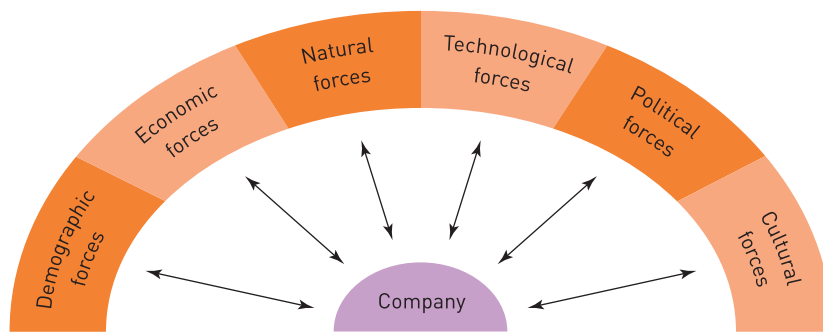 Demographic
forces
Economic
forces
Natural
forces
Technological
forces
Political
forces
Cultural
forces
Company